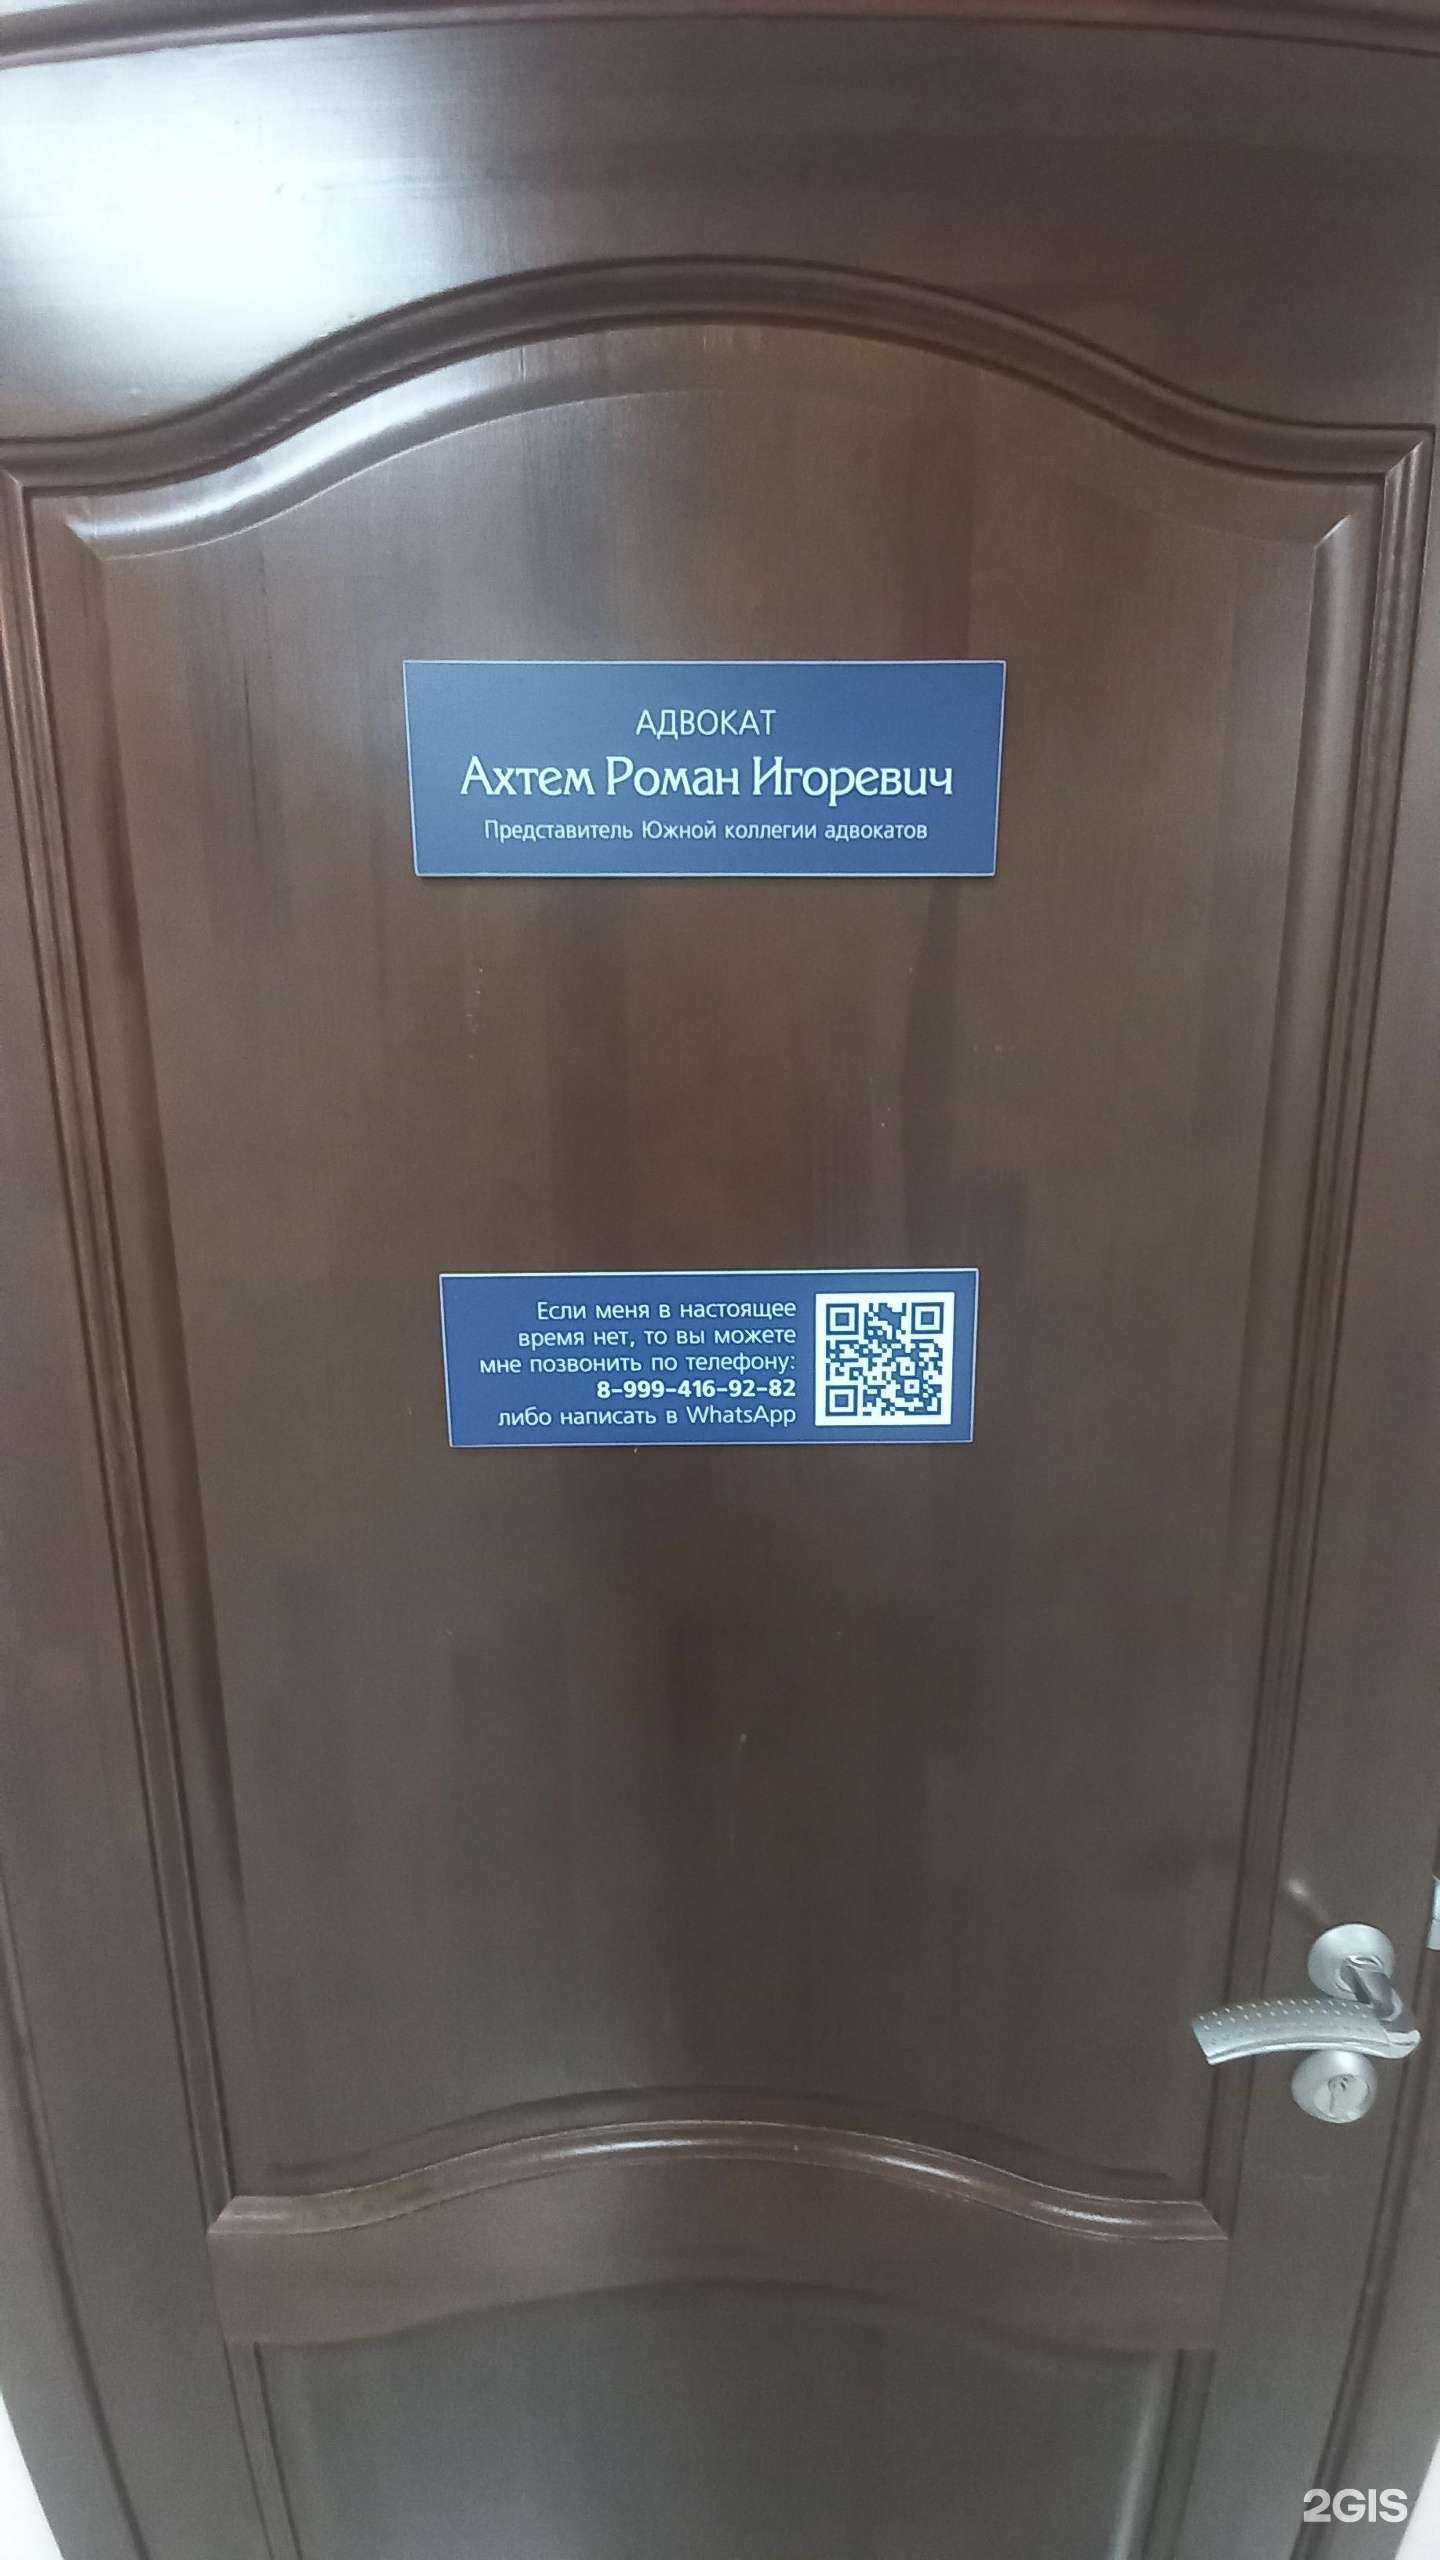 АДВОКАТ
Ахтем Роман Игоревич
Представитель Южной коллегии адвокатов
Если меня в настоящее
время нет, то вы можете
мне позвонить по телефону:
8-999-416-92-82
либо написать в WhatsApp
2GIS